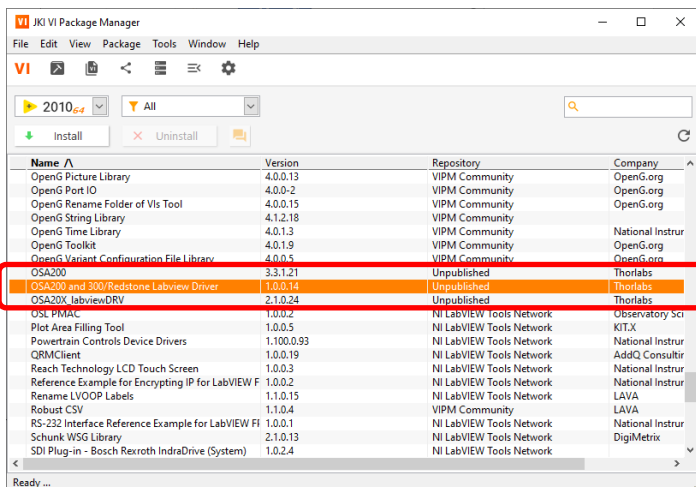 VI JKI VI Package Manager
File Edit View Package Tools Window Help
VI
2010 64 All
Install Uninstall
Name /\ Version Repository Company
OpenG Picture Library 4.0.0.13 VIPM Community OpenG.org
OpenG Port IO 4.0.0-2 VIPM Community OpenG.org
OpenG Rename Folder of VIs Tool 4.0.0.15 VIPM Community OpenG.org
OpenG String Library 4.1.2.18 VIPM Community
OpenG Time Library 4.0.1.3 VIPM Community National Instrur
OpenG Toolkit 4.0.1.9 VIPM Community OpenG.org
OpenG Variant Configuration File Library 4.0.0.5 VIPM Community OpenG.org
OSA200 3.3.1.21 Unpublished Thorlabs
OSA200 and 300/Redstone Labview Driver 1.0.0.14 Unpublished Thorlabs
OSA20X_labviewDRV 2.1.0.24 Unpublished Thorlabs
OSL PMAC 1.0.0.2 NI LabVIEW Tools Network Observatory Sci
Plot Area Filling Tool 1.0.0.5 NI LabVIEW Tools Network KIT.X
Powertrain Controls Device Drivers 1.100.0.93 NI LabVIEW Tools Network National Instrur
QRMClient 1.0.0.19 NI LabVIEW Tools Network AddQ Consultin
Reach Technology LCD Touch Screen 1.0.0.3 NI LabVIEW Tools Network National Instrur
Reference Example for Encrypting IP for LabVIEW F 1.0.0.2 NI LabVIEW Tools Network National Instrur
Rename LVOOP Labels 1.1.0.15 NI LabVIEW Tools Network LAVA
Robust CSV 1.1.0.4 VIPM Community LAVA
RS-232 Interface Reference Example for LabVIEW FI 1.0.0.1 NI LabVIEW Tools Network National Instrur
Schunk WSG Library 2.1.0.13 NI LabVIEW Tools Network DigiMetrix
SDI Plug-in - Bosch Rexroth IndraDrive (System) 1.0.2.4 NI LabVIEW Tools Network
Ready ...